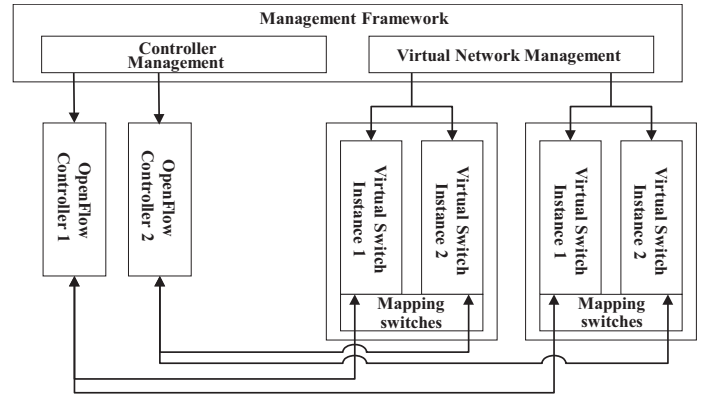 Management Framework
Controller
Management
Virtual Network Management
OpenFlow
Controller 1
OpenFlow
Controller 2
Virtual Switch
Instance 1
Virtual Switch
Instance 2
Virtual Switch
Instance 1
Virtual Switch
Instance 2
Mapping
switches
Mapping
switches